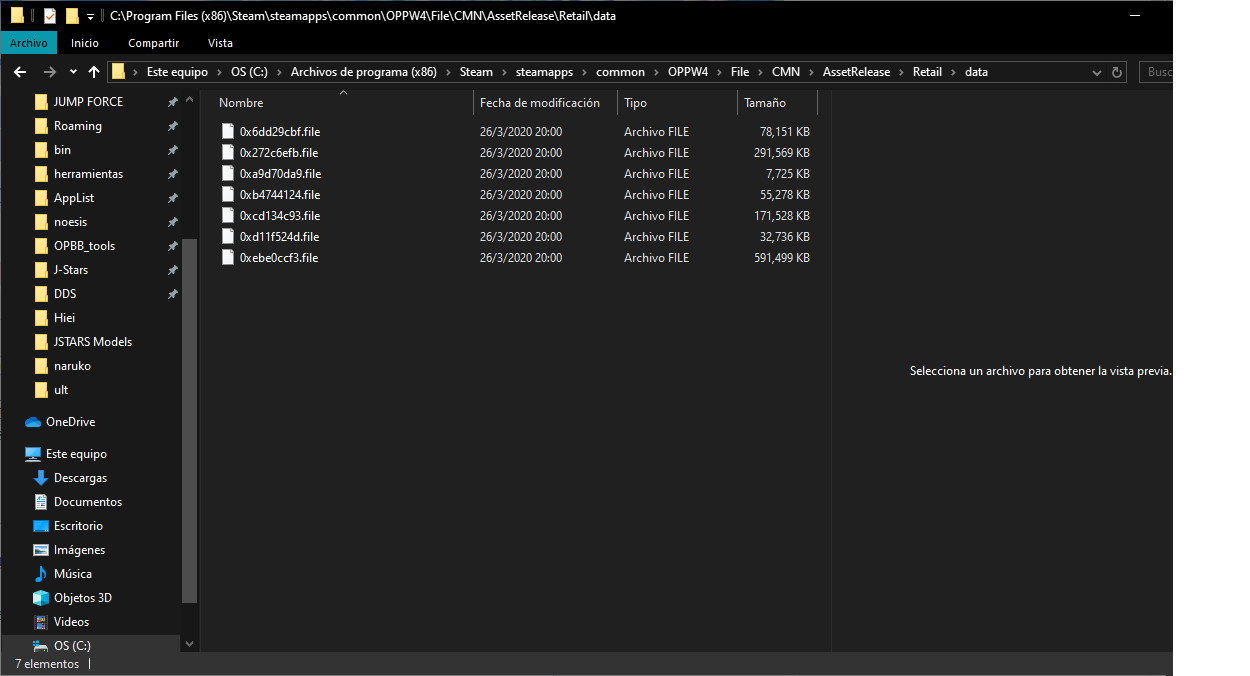 C:\Program Files (x86)\Steam\steamapps\common\OPPW4\File\CMN\AssetRelease\Retail\data
Archivo Inicio Compartir Vista
Este equipo > OS (C:) > Archivos de programa (x86) > Steam > steamapps > common > OPPW4 > File > CMN > AssetRelease > Retail > data
Busc
JUMP FORCE
Roaming
bin
herramientas
AppList
noesis
OPBB_tools
J-Stars
DDS
Hiei
JSTARS Models
naruko
ult
OneDrive
Este equipo
Descargas
Documentos
Escritorio
Imágenes
Música
Objetos 3D
Videos
OS (C:)
Nombre Fecha de modificación Tipo Tamaño
0x6dd29cbf.file 26/3/2020 20:00 Archivo FILE 78,151 KB
0x272c6efb.file 26/3/2020 20:00 Archivo FILE 291,569 KB
0xa9d70da9.file 26/3/2020 20:00 Archivo FILE 7,725 KB
0xb4744124.file 26/3/2020 20:00 Archivo FILE 55,278 KB
0xcd134c93.file 26/3/2020 20:00 Archivo FILE 171,528 KB
0xd11f524d.file 26/3/2020 20:00 Archivo FILE 32,736 KB
0xebe0ccf3.file 26/3/2020 20:00 Archivo FILE 591,499 KB
Selecciona un archivo para obtener la vista previa.
7 elementos